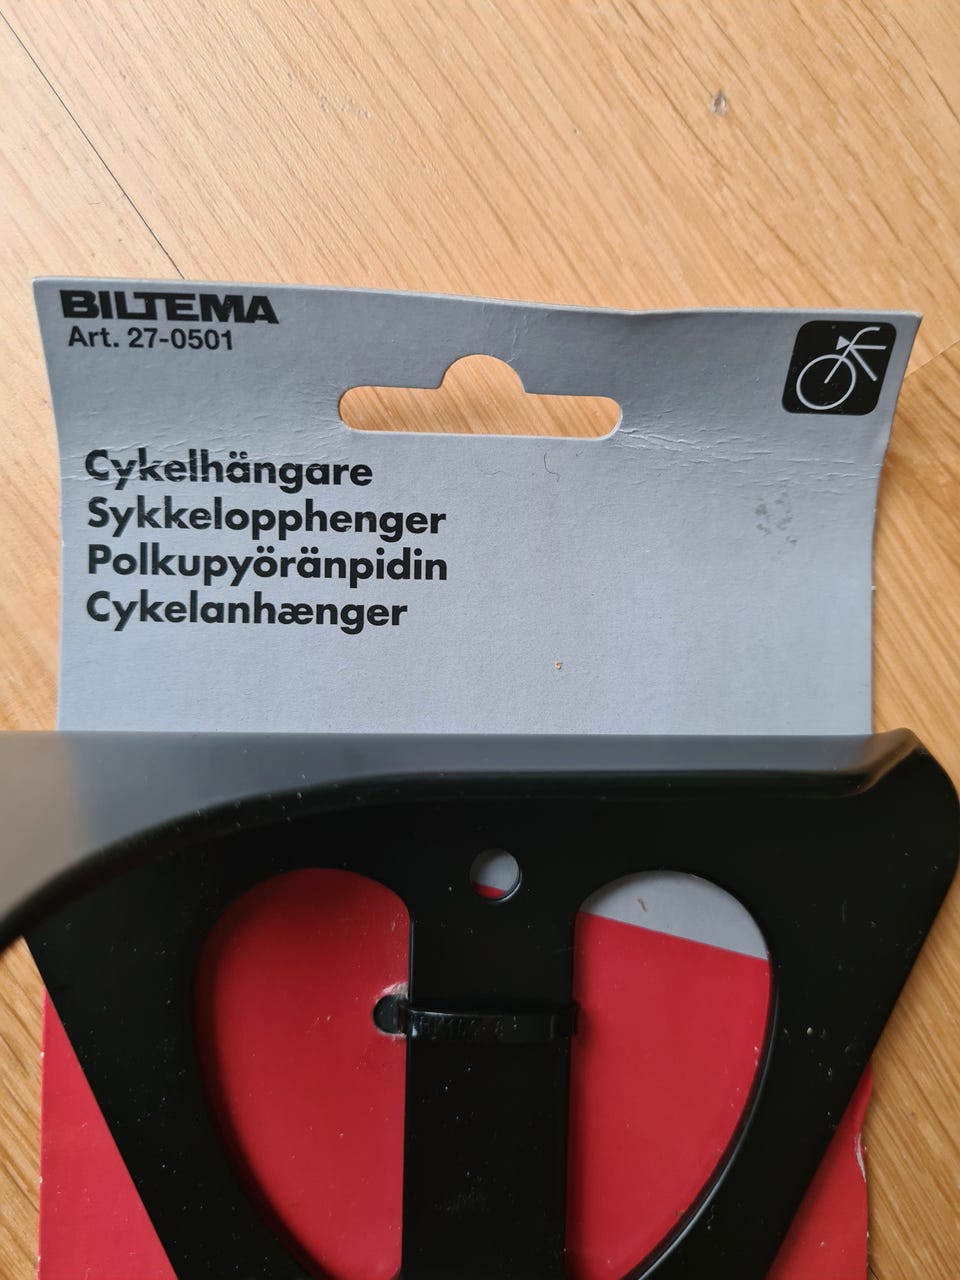 BILTEMA
Art. 27-0501
Cykelhängare
Sykkelopphenger
Polkupyöränpidin
Cykelanhænger